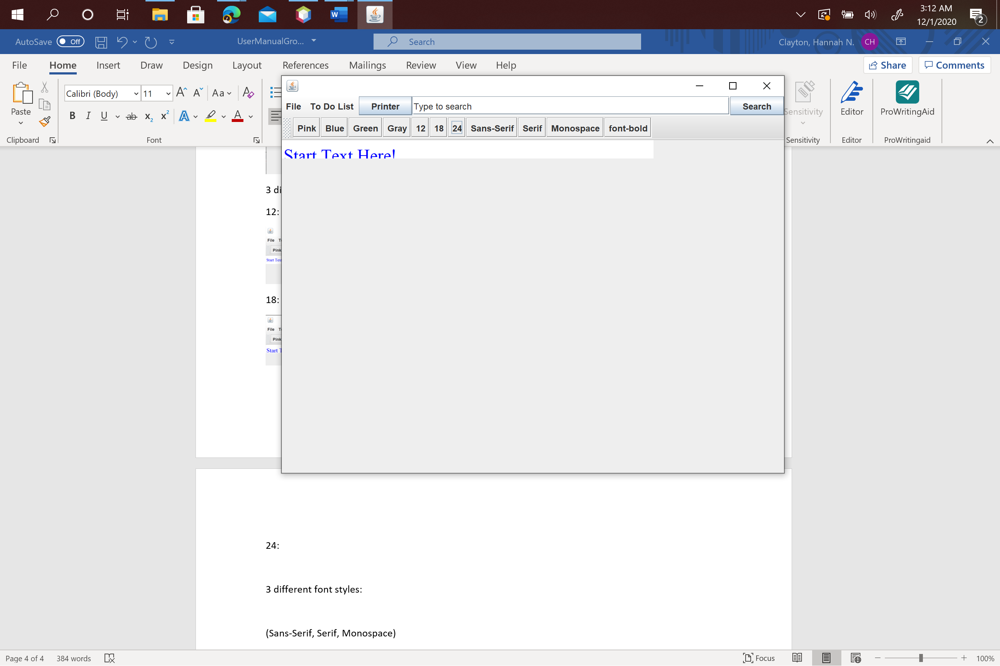 3:12 AM
12/1/2020
2
W
AutoSave Off
UserManualGro...
Search
Clayton, Hannah N. CH
File Home Insert Draw Design Layout References Mailings Review View Help
Share Comments
Paste
Clipboard
Calibri (Body) 11
Aa
B I U ab x2 x2 A A
Font
Sensitivity
Sensitivity
Editor
Editor
ProWritingAid
ProWritingaid
File To Do List Printer Type to search Search
Pink Blue Green Gray 12 18 24 Sans-Serif Serif Monospace font-bold
Start Text Here!
3 di
12:
File T
Pink
Start Tex
18:
File T
Pink
Start T
24:
3 different font styles:
(Sans-Serif, Serif, Monospace)
Page 4 of 4 384 words
Focus
100%